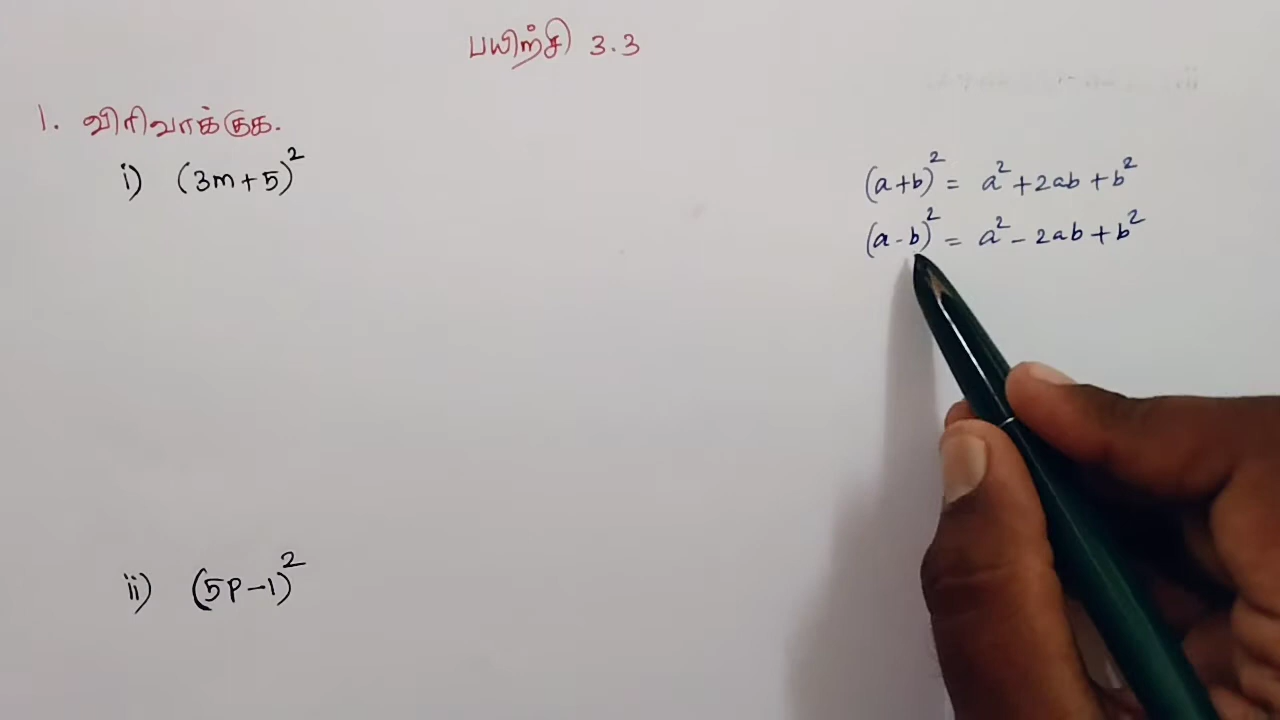 பயிற்சி 3.3
1. விரிவாக்குக.
i) (3m+5)²
(a+b)² = a²+2ab+b²
(a-b)² = a²-2ab+b²
ii) (5p-1)²